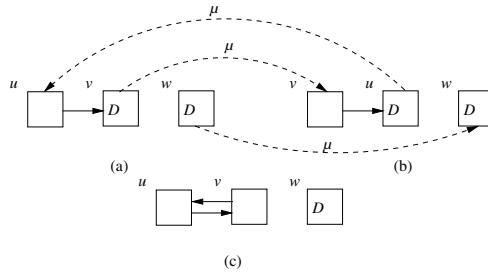 μ
μ
u v w v u w
D D D D
μ
(a) (b)
u v w
D
(c)